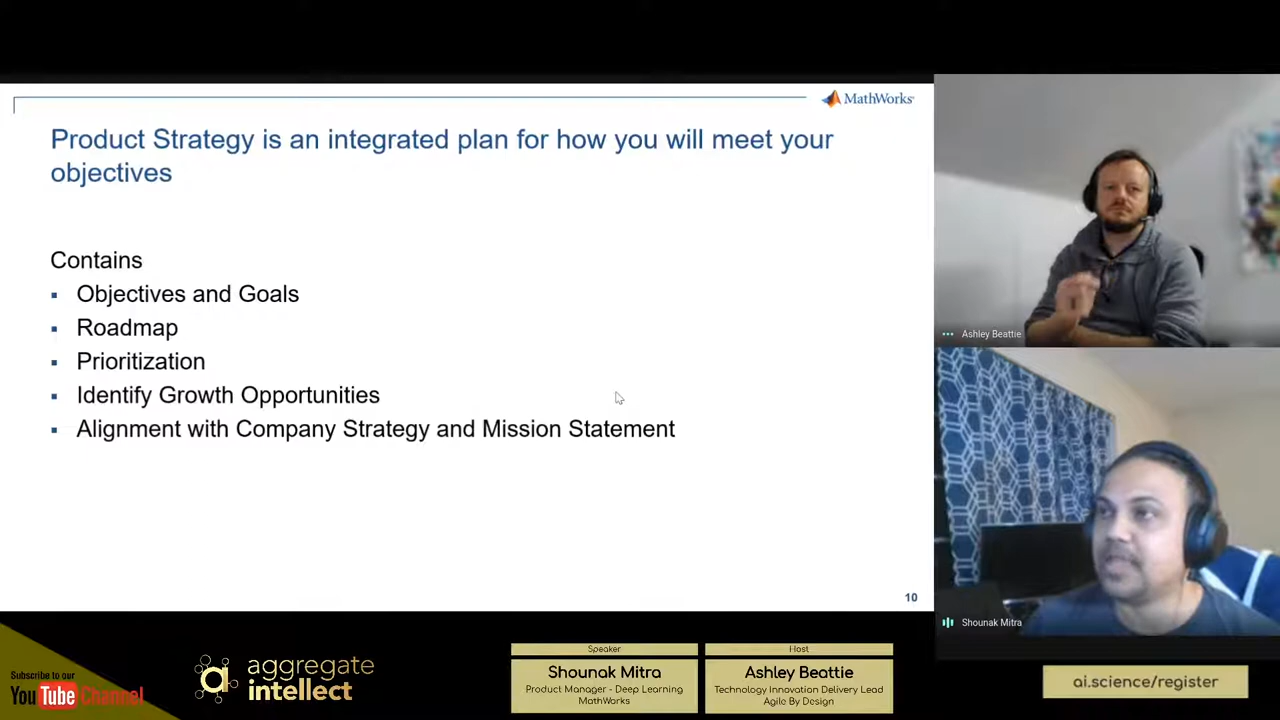 MathWorks®
Product Strategy is an integrated plan for how you will meet your
objectives
Contains
▪ Objectives and Goals
▪ Roadmap
▪ Prioritization
▪ Identify Growth Opportunities
▪ Alignment with Company Strategy and Mission Statement
10
Ashley Beattie
Shounak Mitra
Subscribe to our
YouTube Channel
aggregate
intellect
Speaker
Shounak Mitra
Product Manager - Deep Learning
MathWorks
Host
Ashley Beattie
Technology Innovation Delivery Lead
Agile By Design
ai.science/register